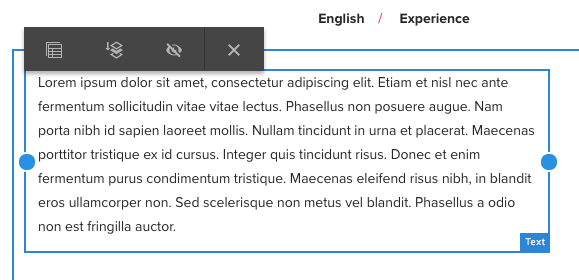 English / Experience
Lorem ipsum dolor sit amet, consectetur adipiscing elit. Etiam et nisl nec ante
fermentum sollicitudin vitae vitae lectus. Phasellus non posuere augue. Nam
porta nibh id sapien laoreet mollis. Nullam tincidunt in urna et placerat. Maecenas
porttitor tristique ex id cursus. Integer quis tincidunt risus. Donec et enim
fermentum purus condimentum tristique. Maecenas eleifend risus nibh, in blandit
eros ullamcorper non. Sed scelerisque non metus vel blandit. Phasellus a odio
non est fringilla auctor.
Text